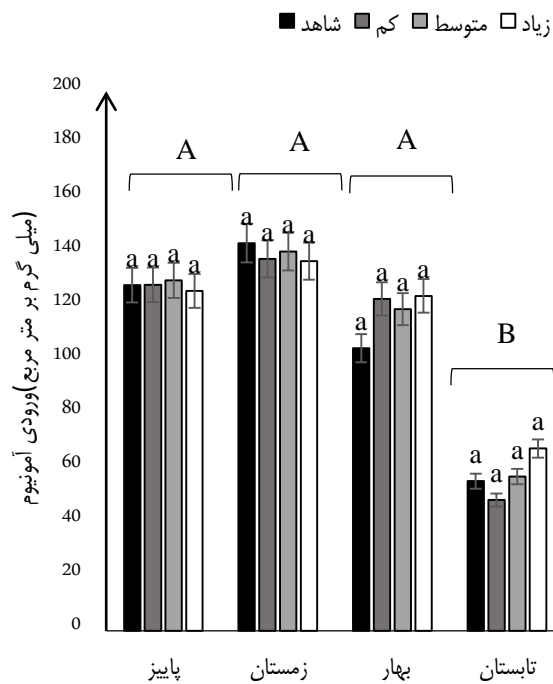 شاهد کم متوسط زیاد
200
180
160
140
120
100
80
60
40
20
0
ورودی آمونیوم(میلی گرم بر متر مربع)
A
A
A
B
a a a a
a a a a
a a a a
a a a a
پاییز
زمستان
بهار
تابستان